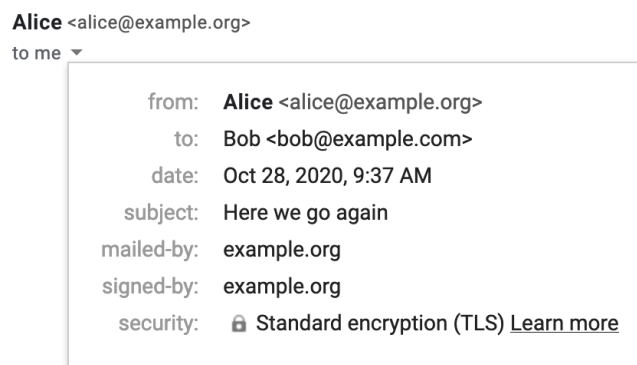 Alice <alice@example.org>
to me
from: Alice <alice@example.org>
to: Bob <bob@example.com>
date: Oct 28, 2020, 9:37 AM
subject: Here we go again
mailed-by: example.org
signed-by: example.org
security: Standard encryption (TLS) Learn more